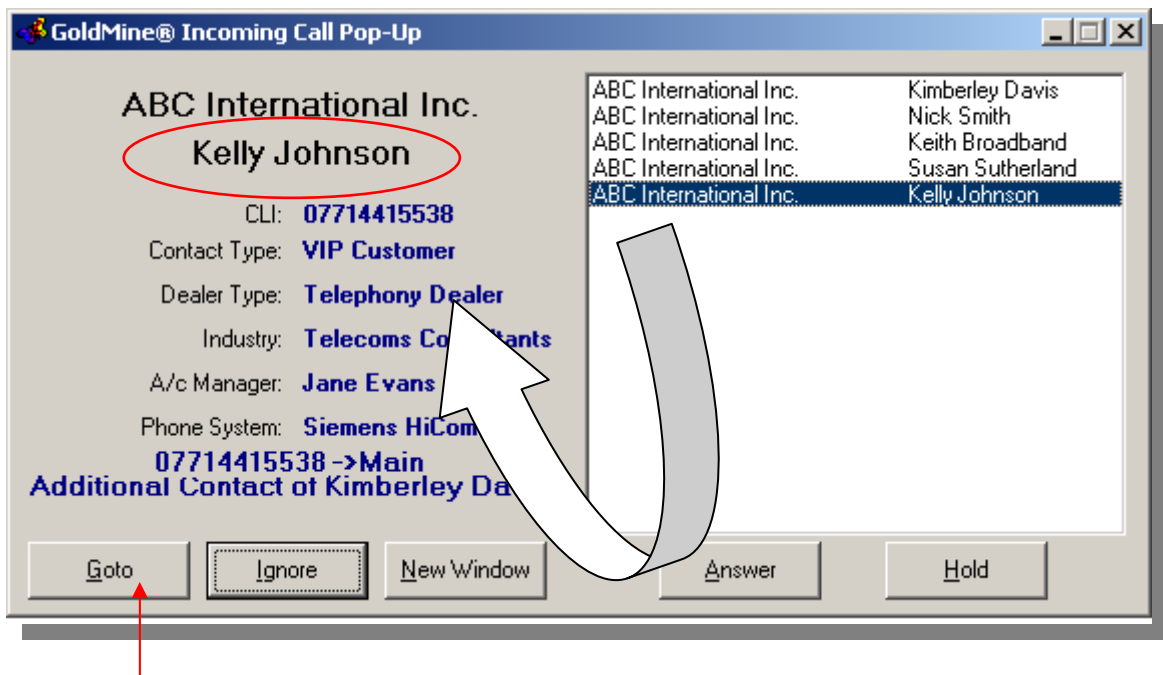 GoldMine® Incoming Call Pop-Up
ABC International Inc.
Kelly Johnson
CLI: 07714415538
Contact Type: VIP Customer
Dealer Type: Telephony Dealer
Industry: Telecoms
A/c Manager: Jane Evans
Phone System: Siemens HiCom
07714415538 ->Main
Additional Contact of Kimberley
ABC International Inc. Kimberley Davis
ABC International Inc. Nick Smith
ABC International Inc. Keith Broadband
ABC International Inc. Susan Sutherland
ABC International Inc. Kelly Johnson
Goto
Ignore
New Window
Answer
Hold